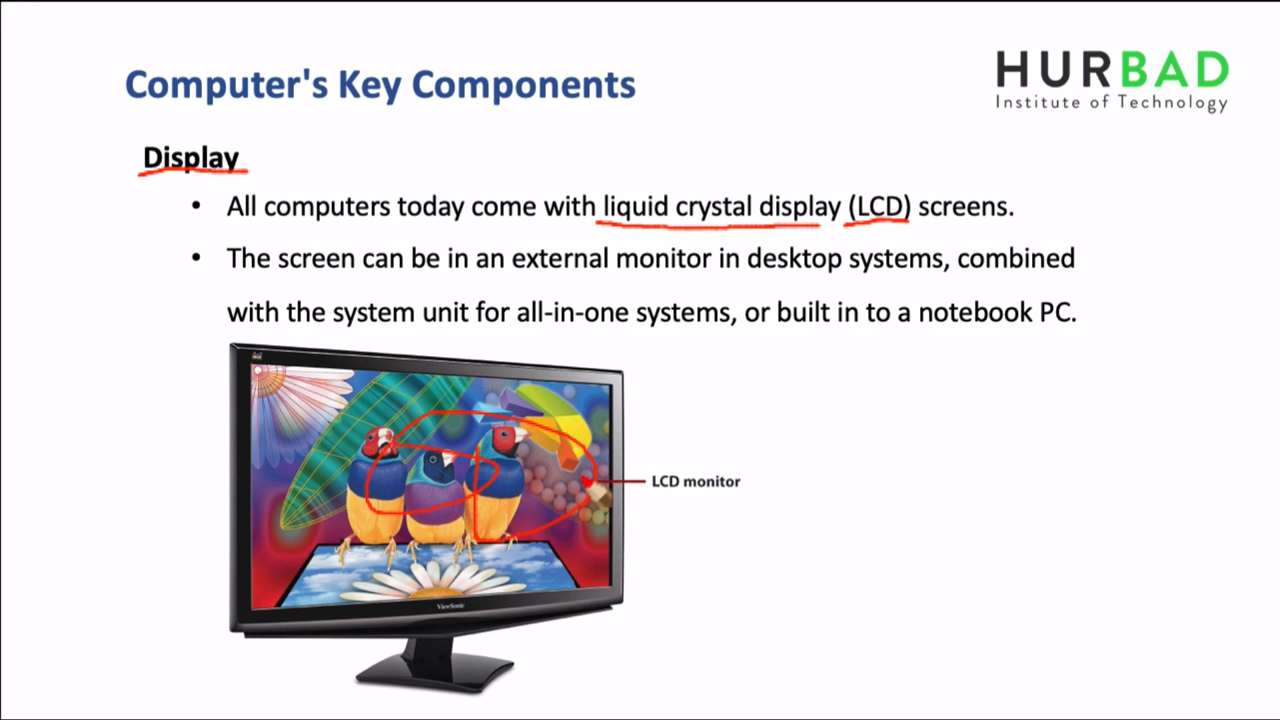 Computer's Key Components
HURBAD
Institute of Technology
Display
• All computers today come with liquid crystal display (LCD) screens.
• The screen can be in an external monitor in desktop systems, combined
with the system unit for all-in-one systems, or built in to a notebook PC.
LCD monitor
ViewSonic